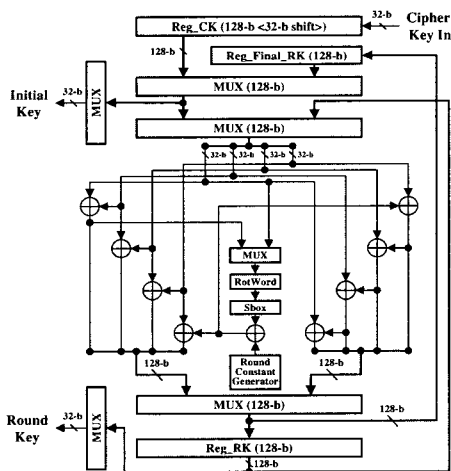 Reg_CK (128-b <32-b shift>)
32-b
Cipher
Key In
128-b
Reg_Final_RK (128-b)
MUX (128-b)
Initial
Key
32-b
MUX
MUX (128-b)
32-b
32-b
32-b
32-b
MUX
RotWord
Sbox
Round
Constant
Generator
128-b
128-b
MUX (128-b)
128-b
Round
Key
32-b
MUX
Reg_RK (128-b)
128-b